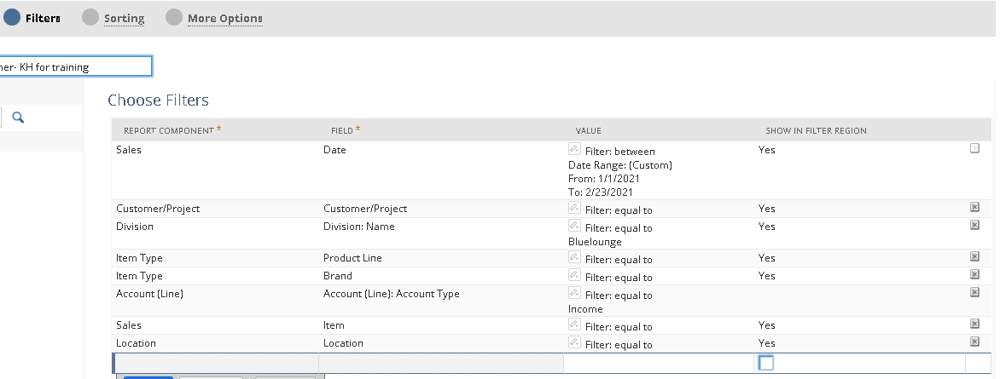 Filters Sorting More Options
ner- KH for training
Choose Filters
REPORT COMPONENT * FIELD * VALUE SHOW IN FILTER REGION
Sales Date Filter: between Yes
Date Range: (Custom)
From: 1/1/2021
To: 2/23/2021
Customer/Project Customer/Project Filter: equal to Yes
Division Division: Name Filter: equal to Yes
Bluelounge
Item Type Product Line Filter: equal to Yes
Item Type Brand Filter: equal to Yes
Account (Line) Account (Line): Account Type Filter: equal to
Income
Sales Item Filter: equal to Yes
Location Location Filter: equal to Yes